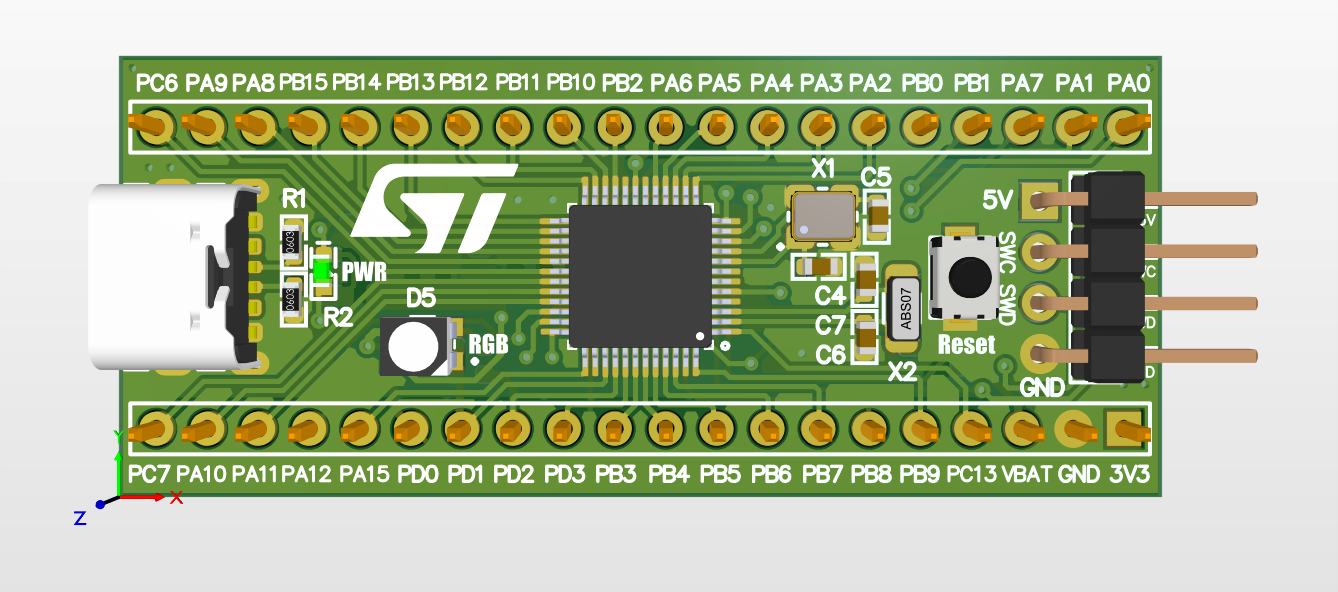 PC6 PA9 PA8 PB15 PB14 PB13 PB12 PB11 PB10 PB2 PA6 PA5 PA4 PA3 PA2 PB0 PB1 PA7 PA1 PA0
X1
C5
R1
ST
5V
V
0603
PWR
SWC
C
D5
C4
ABS07
0603
R2
C7
SWD
D
RGB
Reset
C6
X2
D
GND
PC7 PA10 PA11 PA12 PA15 PD0 PD1 PD2 PD3 PB3 PB4 PB5 PB6 PB7 PB8 PB9 PC13 VBAT GND 3V3
Y
X
Z